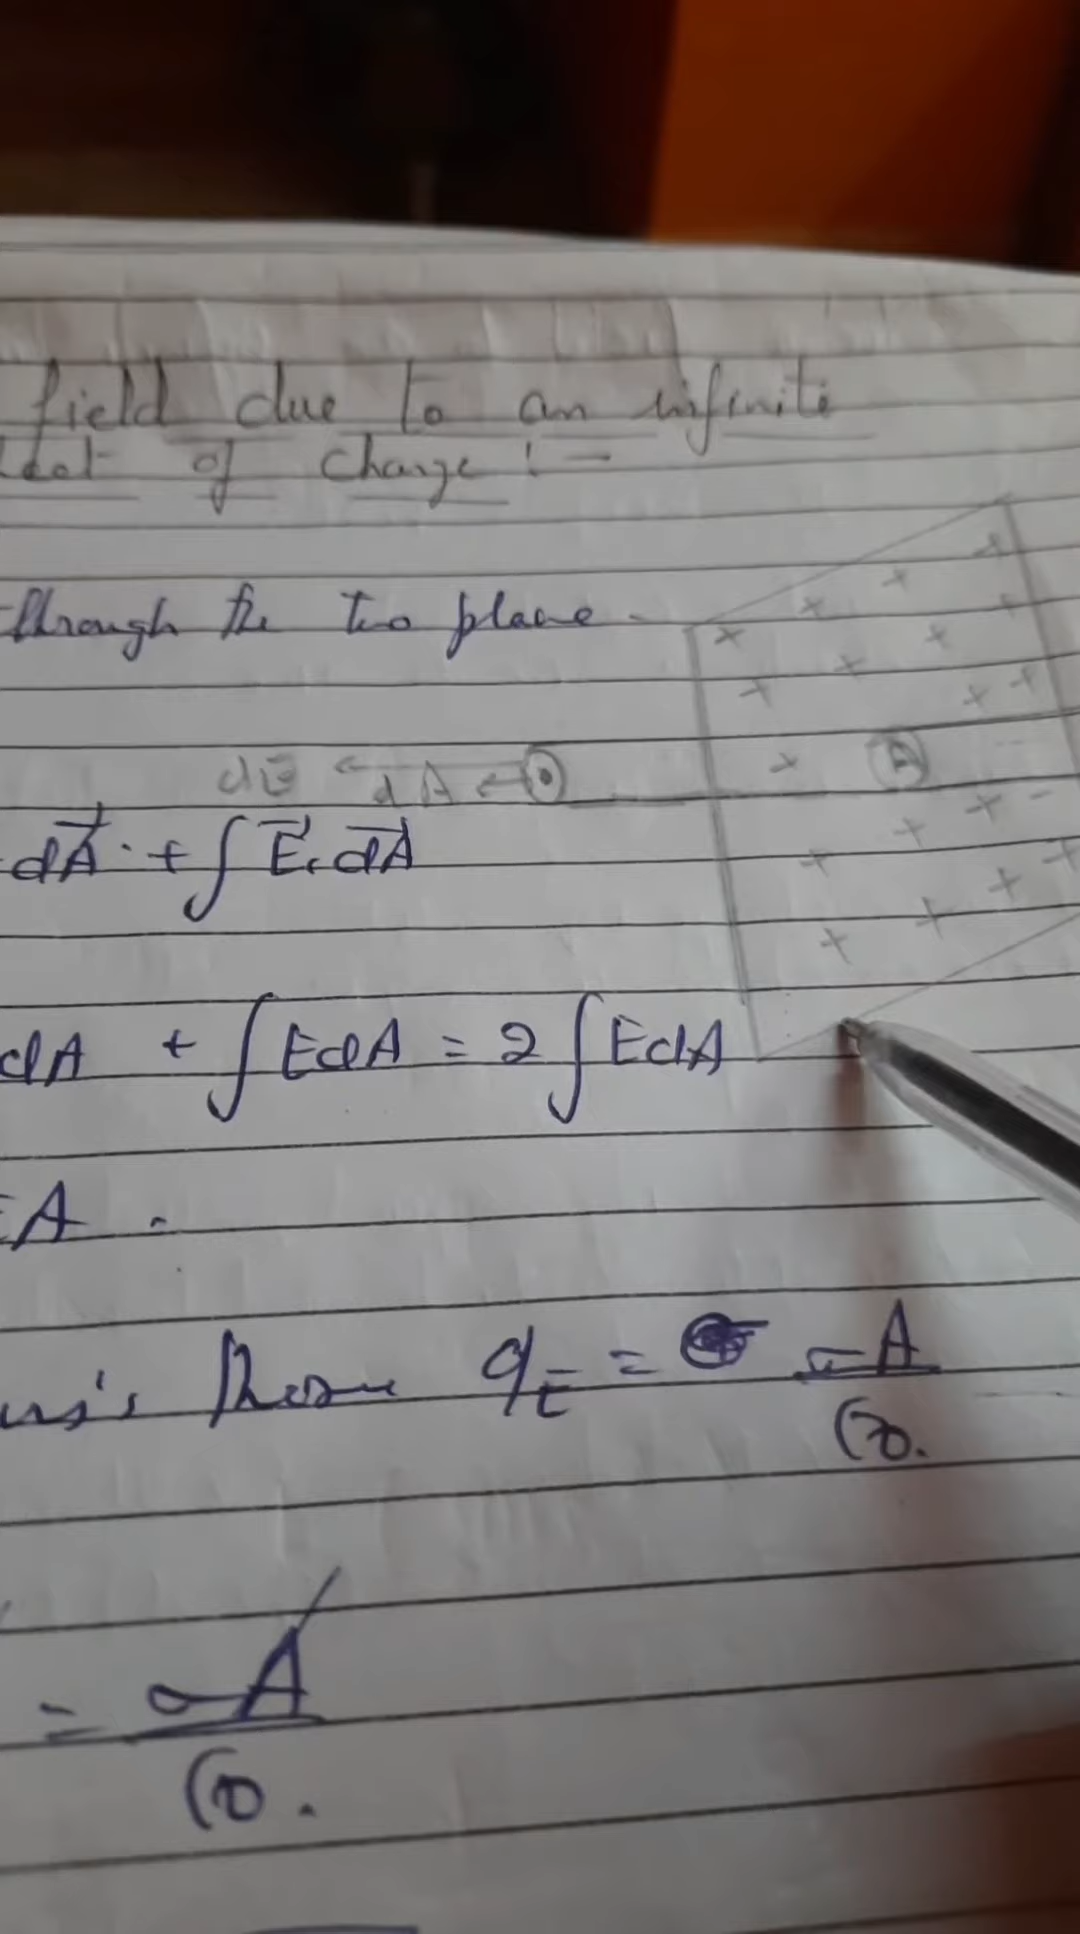 field due to an infinite
of Charge :-
through the two plane.
dE dA
dA⃗ . + ∫ E⃗. dA⃗
dA + ∫ EdA = 2 ∫ EdA
A .
A
= σA
ϵ0.
= σA
ϵ0.